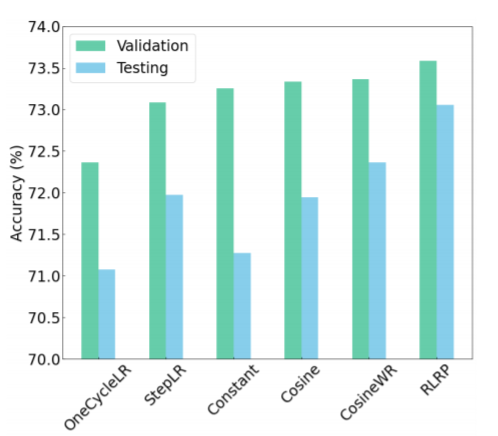 74.0
73.5
73.0
72.5
72.0
71.5
71.0
70.5
70.0
Accuracy (%)
Validation
Testing
OneCycleLR
StepLR
Constant
Cosine
CosineWR
RLRP